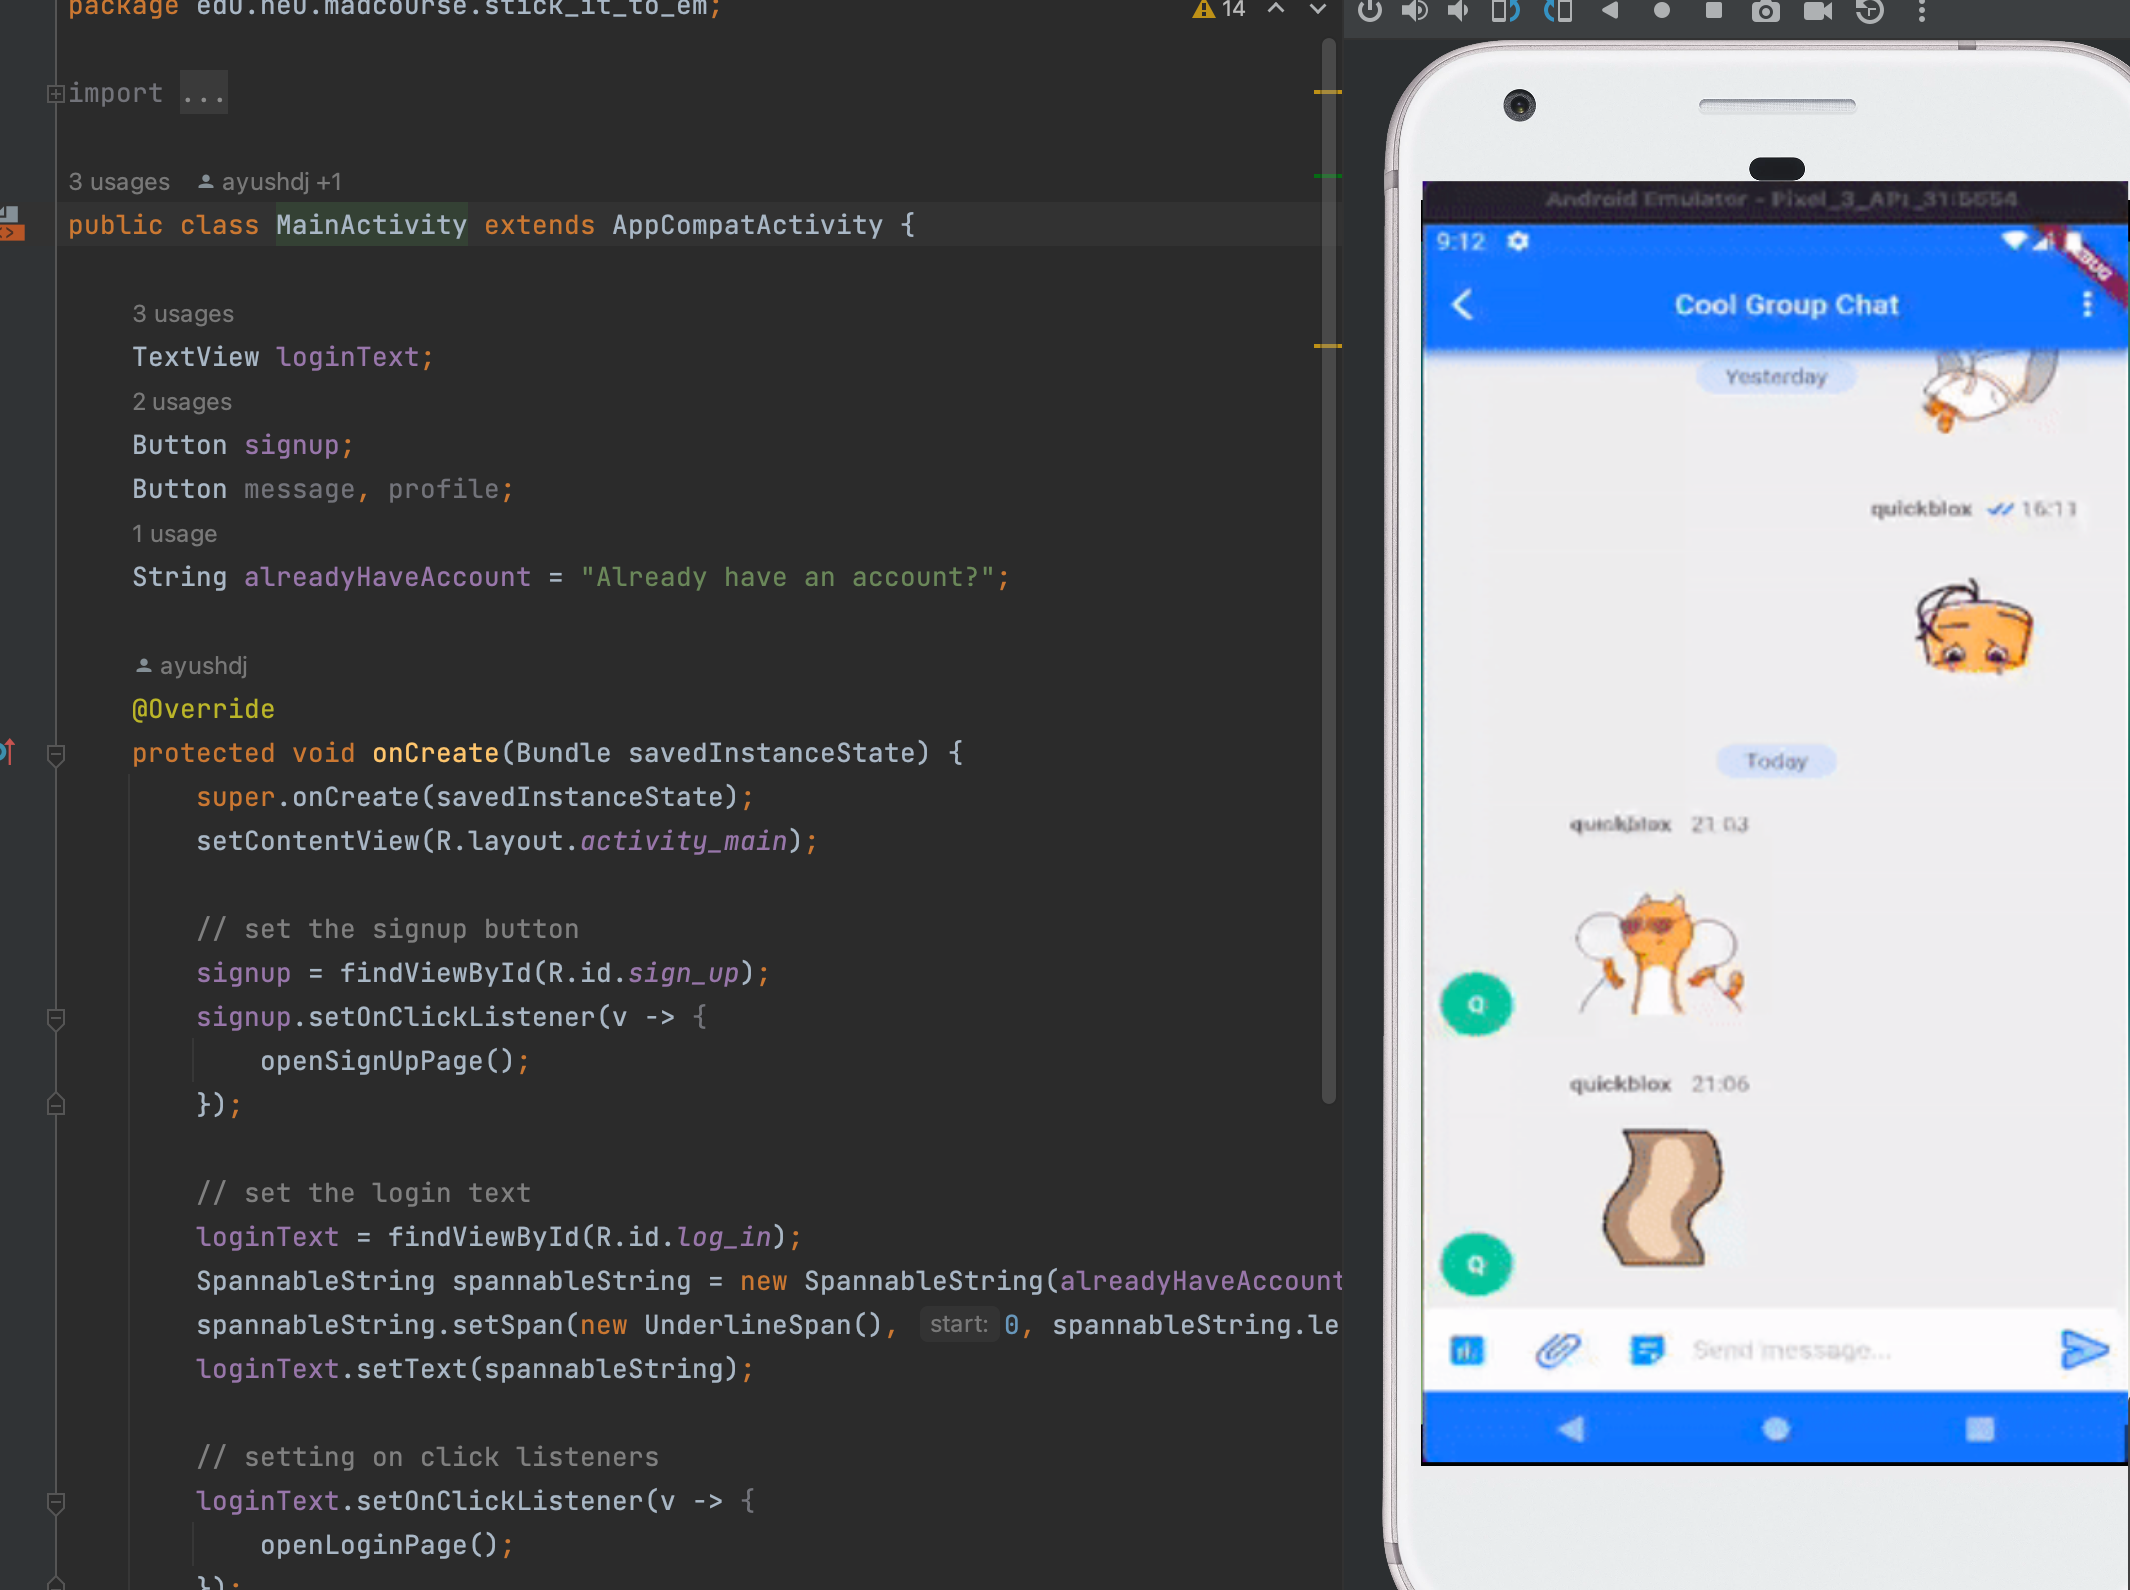 package edu.neu.madcourse.stick_it_to_em;
14
import ...
3 usages ayushdj +1
public class MainActivity extends AppCompatActivity {
3 usages
TextView loginText;
2 usages
Button signup;
Button message, profile;
1 usage
String alreadyHaveAccount = "Already have an account?";
ayushdj
@Override
protected void onCreate(Bundle savedInstanceState) {
super.onCreate(savedInstanceState);
setContentView(R.layout.activity_main);
// set the signup button
signup = findViewById(R.id.sign_up);
signup.setOnClickListener(v -> {
openSignUpPage();
});
// set the login text
loginText = findViewById(R.id.log_in);
SpannableString spannableString = new SpannableString(alreadyHaveAccount
spannableString.setSpan(new UnderlineSpan(), start: 0, spannableString.le
loginText.setText(spannableString);
// setting on click listeners
loginText.setOnClickListener(v -> {
openLoginPage();
});
Android Emulator - Pixel_3_API_31:5554
9:12
Cool Group Chat
Yesterday
quickblox 16:11
Today
quickblox 21:03
Q
quickblox 21:06
Q
Send message...